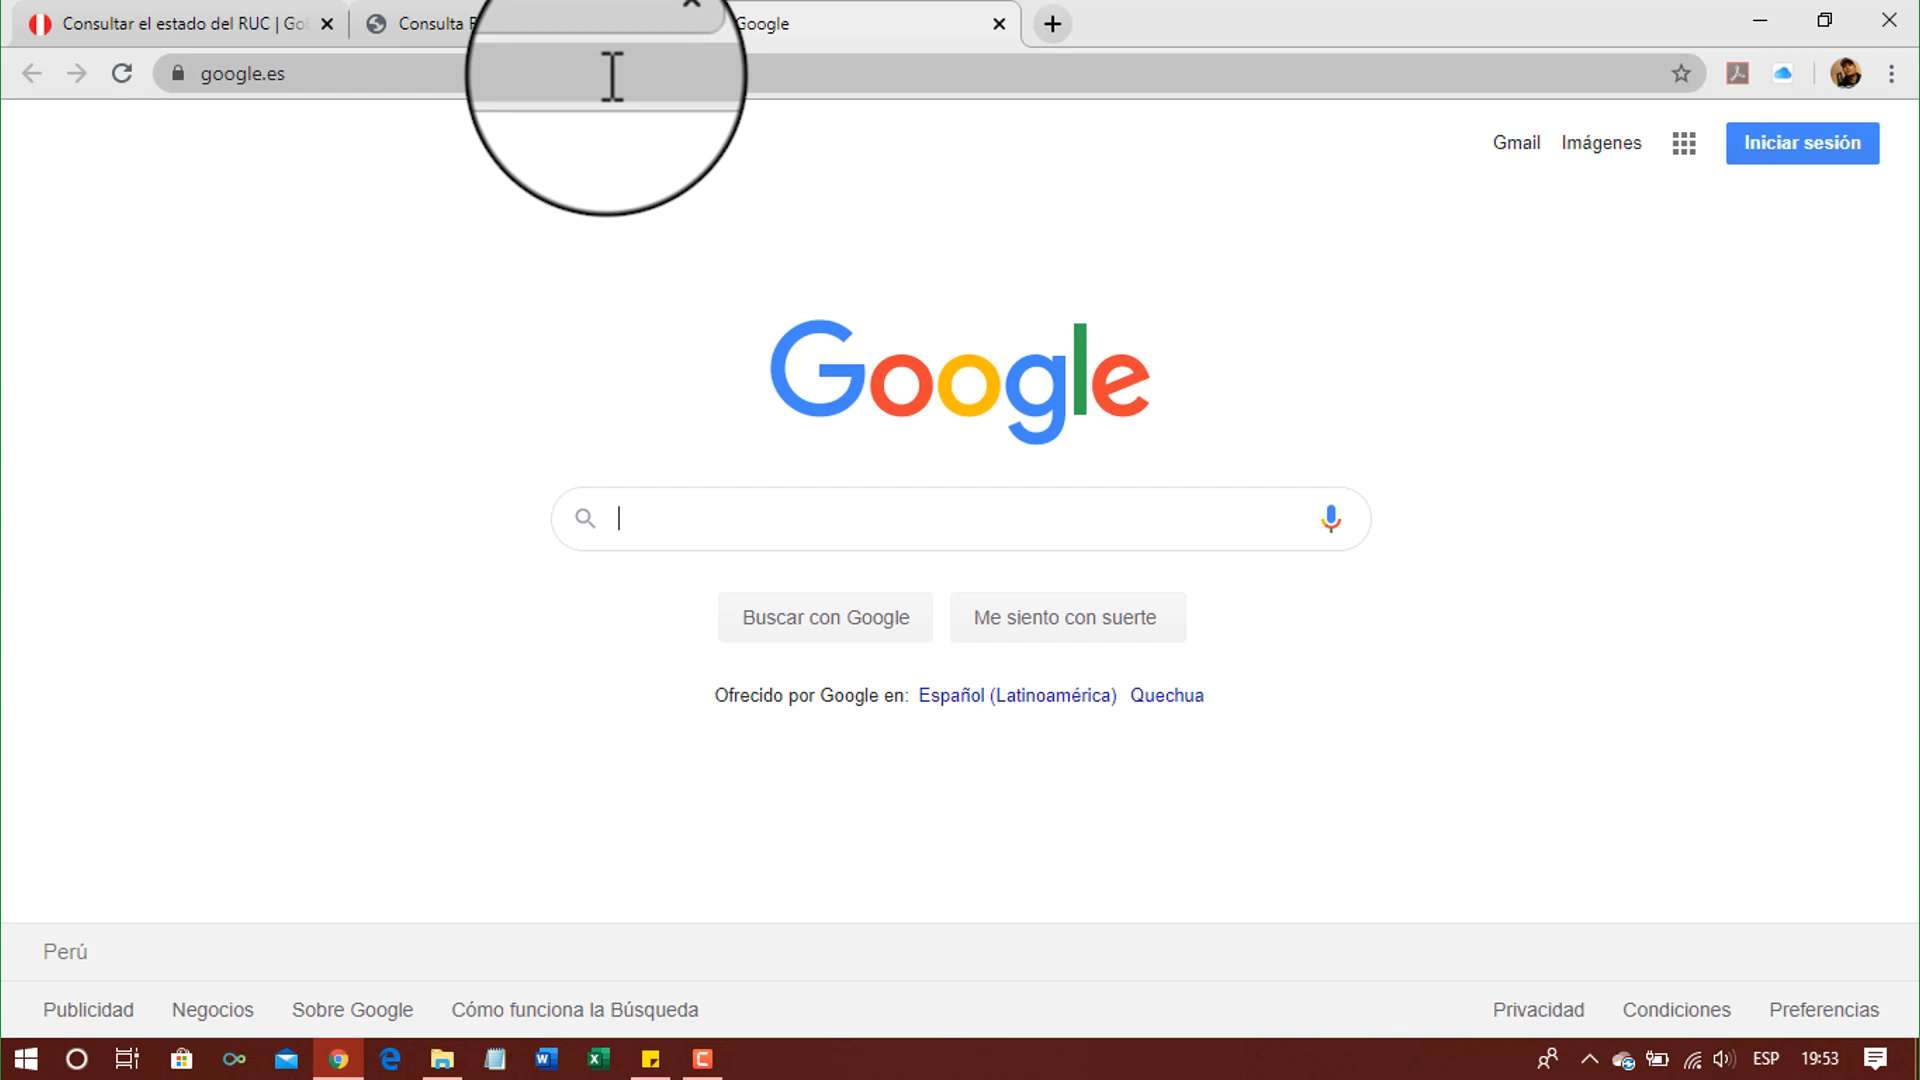 Consultar el estado del RUC | Go
Consulta
Google
google.es
Gmail
Imágenes
Iniciar sesión
Google
Buscar con Google
Me siento con suerte
Ofrecido por Google en: Español (Latinoamérica) Quechua
Perú
Publicidad
Negocios
Sobre Google
Cómo funciona la Búsqueda
Privacidad
Condiciones
Preferencias
ESP
19:53